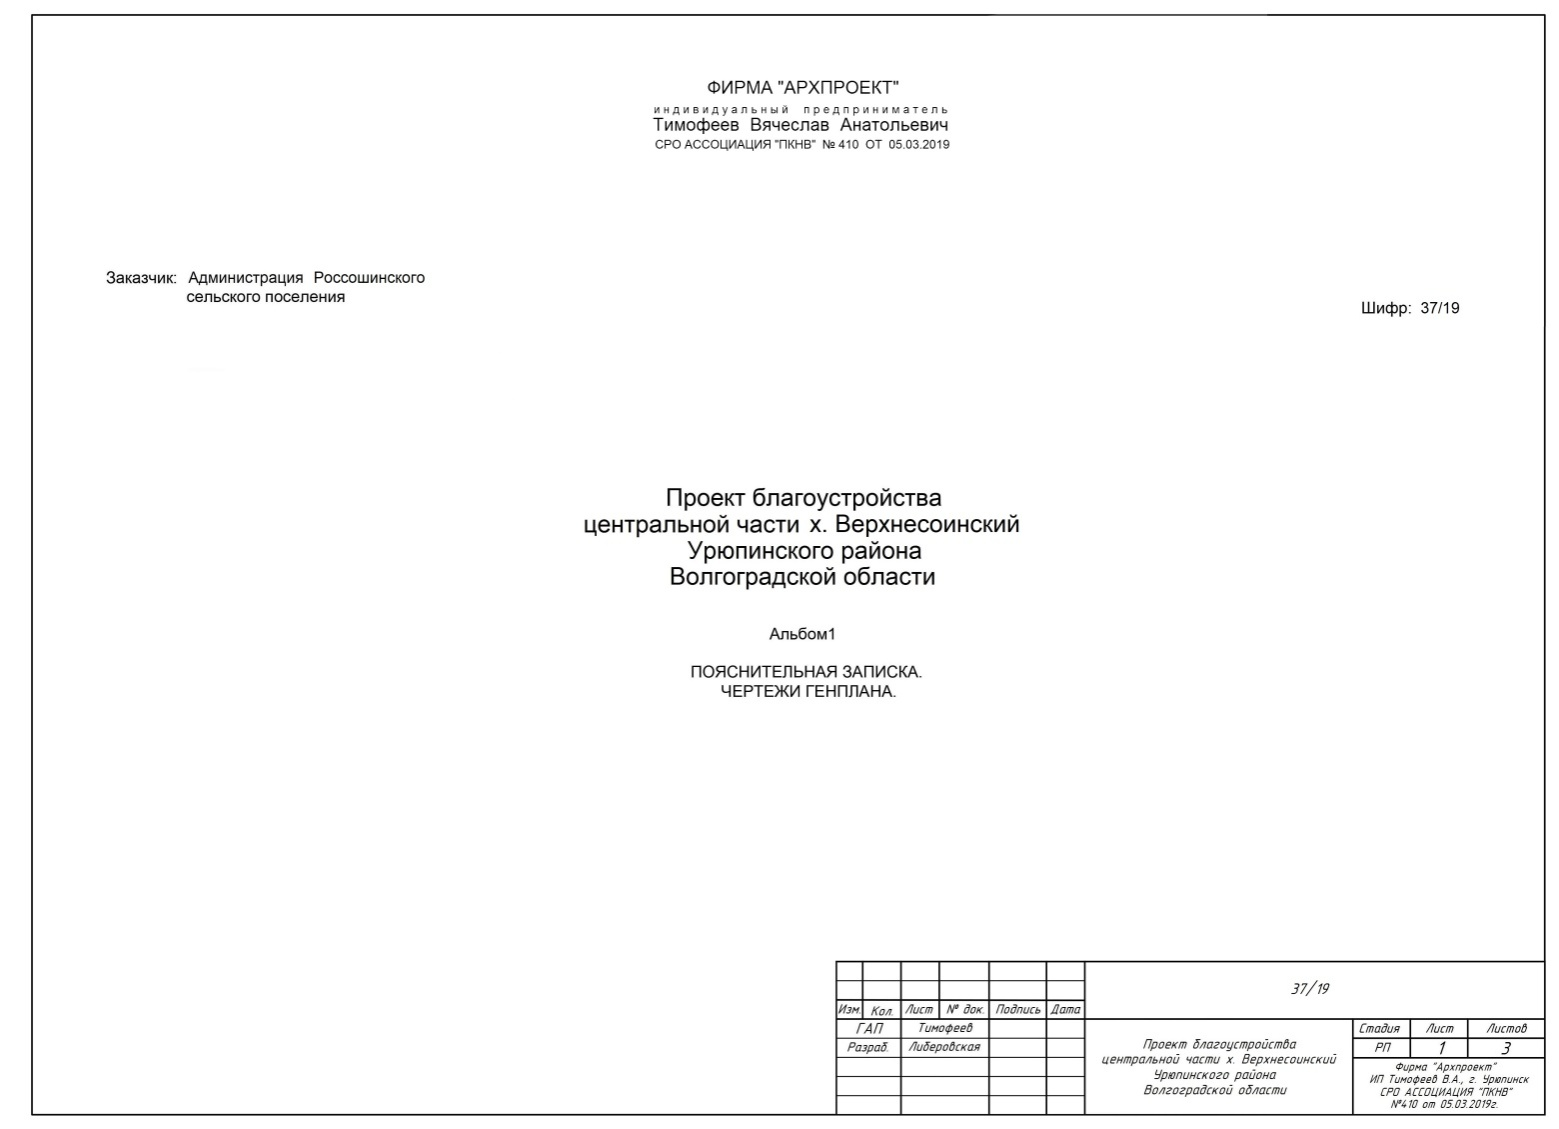 ФИРМА "АРХПРОЕКТ"
индивидуальный предприниматель
Тимофеев Вячеслав Анатольевич
СРО АССОЦИАЦИЯ "ПКНВ" № 410 ОТ 05.03.2019
Заказчик: Администрация Россошинского
сельского поселения
Шифр: 37/19
Проект благоустройства
центральной части х. Верхнесоинский
Урюпинского района
Волгоградской области
Альбом1
ПОЯСНИТЕЛЬНАЯ ЗАПИСКА.
ЧЕРТЕЖИ ГЕНПЛАНА.
37/19
Изм. Кол. Лист № док. Подпись Дата
ГАП Тимофеев
Разраб. Либеровская
Проект благоустройства
центральной части х. Верхнесоинский
Урюпинского района
Волгоградской области
Стадия Лист Листов
РП 1 3
Фирма "Архпроект"
ИП Тимофеев В.А., г. Урюпинск
СРО АССОЦИАЦИЯ "ПКНВ"
№410 от 05.03.2019г.